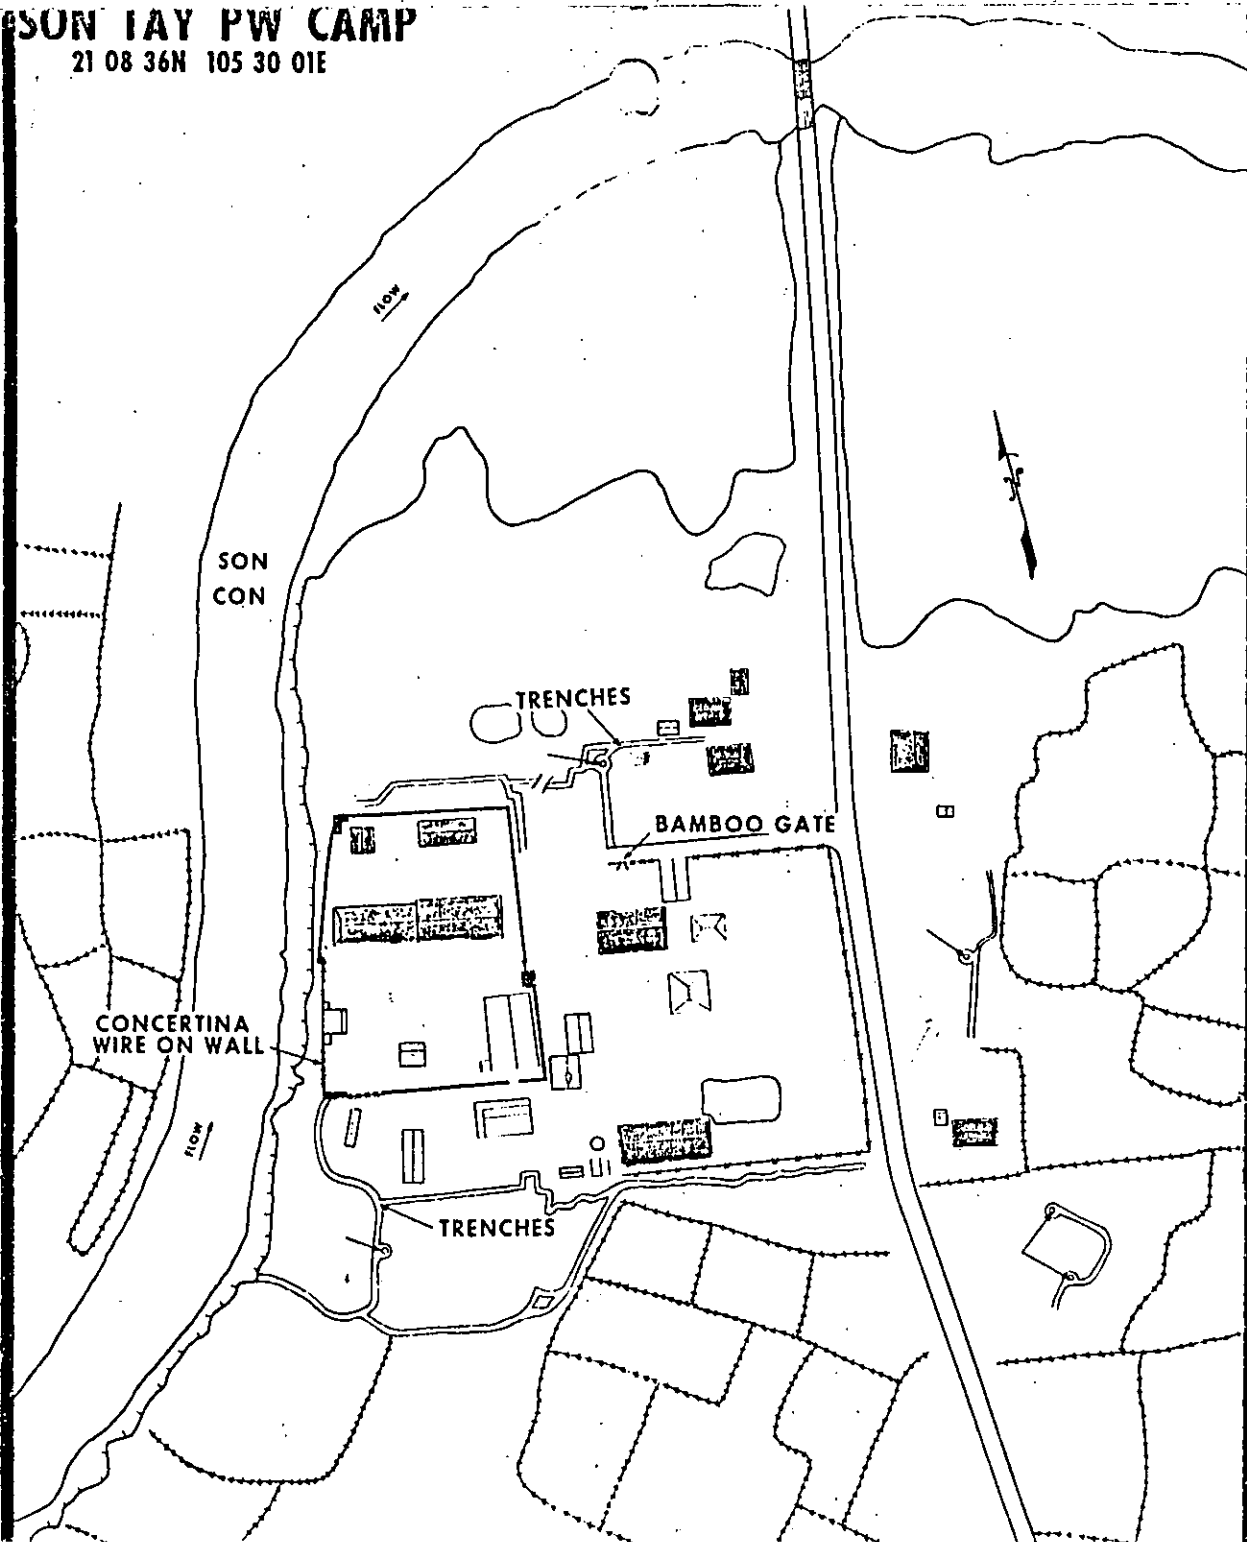 SON TAY PW CAMP
21 08 36N 105 30 01E
FLOW
SON
CON
TRENCHES
BAMBOO GATE
CONCERTINA
WIRE ON WALL
FLOW
TRENCHES